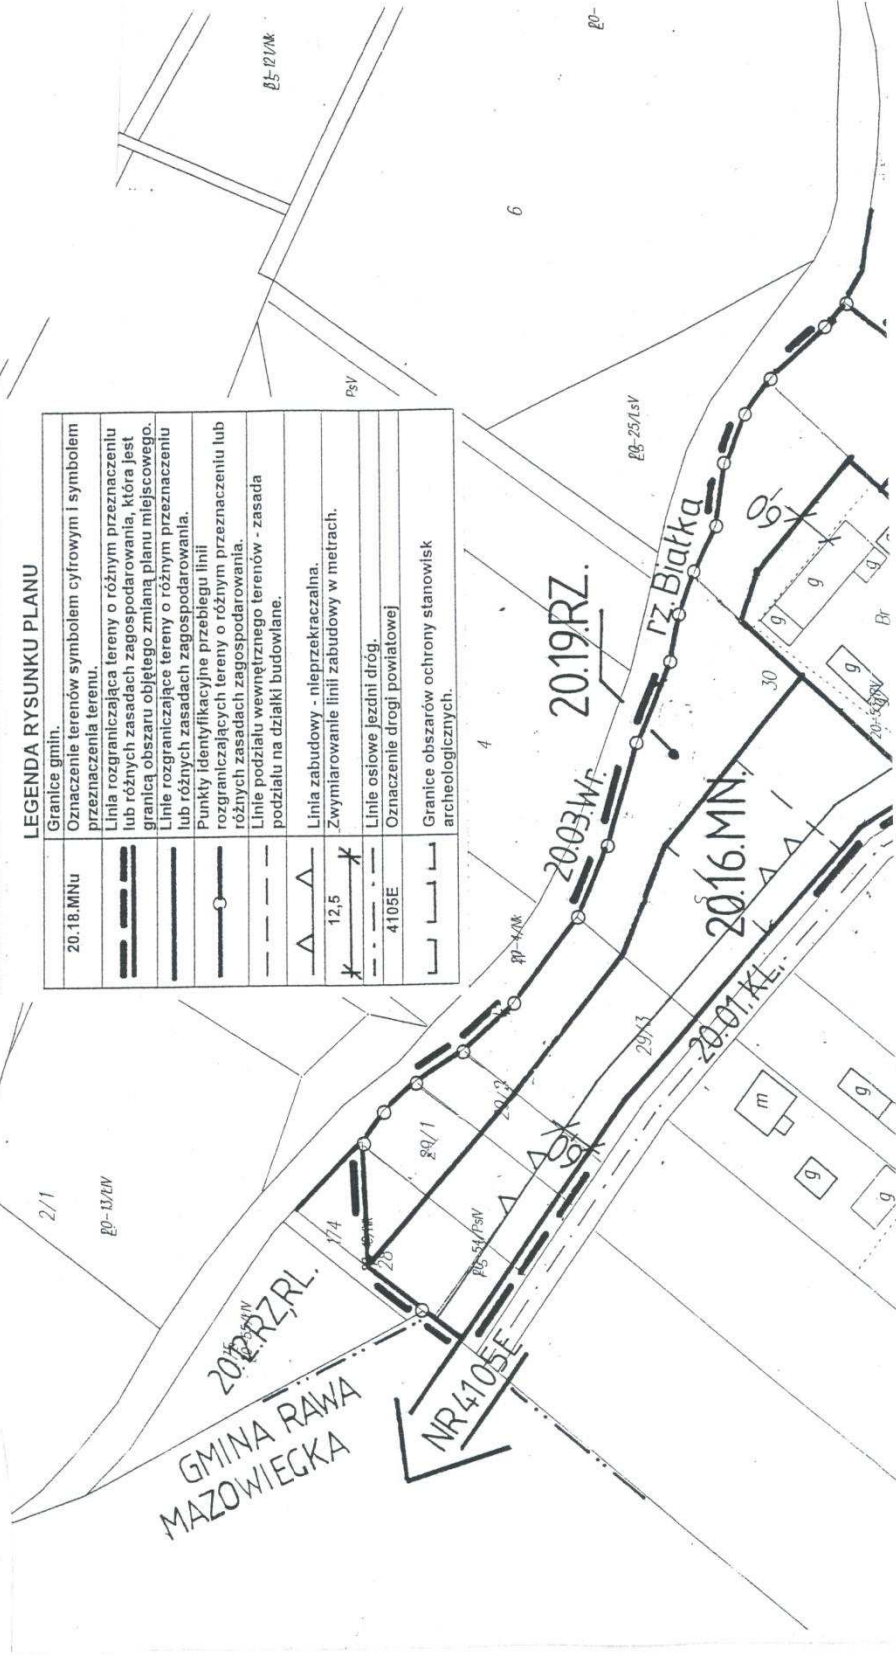 LEGENDA RYSUNKU PLANU
Granice gmin.
20.18.MNu
Oznaczenie terenów symbolem cyfrowym i symbolem
przeznaczenia terenu.
Linia rozgraniczająca tereny o różnym przeznaczeniu
lub różnych zasadach zagospodarowania, która jest
granicą obszaru objętego zmianą planu miejscowego.
Linie rozgraniczające tereny o różnym przeznaczeniu
lub różnych zasadach zagospodarowania.
Punkty identyfikacyjne przebiegu linii
rozgraniczających tereny o różnym przeznaczeniu lub
różnych zasadach zagospodarowania.
Linie podziału wewnętrznego terenów - zasada
podziału na działki budowlane.
Linia zabudowy - nieprzekraczalna.
12,5
Zwymiarowanie linii zabudowy w metrach.
Linie osiowe jezdni dróg.
4105E
Oznaczenie drogi powiatowej
Granice obszarów ochrony stanowisk
archeologicznych.
PsV
6
4
2/1
20.19.RZ.
rz. Białka
20.03.Wr.
20.16.MN.
20.01.KL.
29/3
29/2
29/1
174
28
30
Br
m
g
g
g
g
g
g
g
GMINA RAWA
MAZOWIECKA
NR 4105E